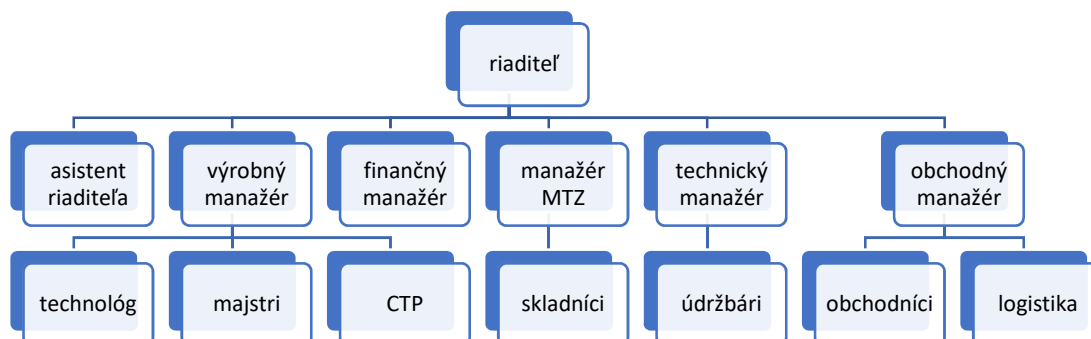 riaditeľ
asistent
riaditeľa
výrobný
manažér
finančný
manažér
manažér
MTZ
technický
manažér
obchodný
manažér
technológ
majstri
CTP
skladníci
údržbári
obchodníci
logistika